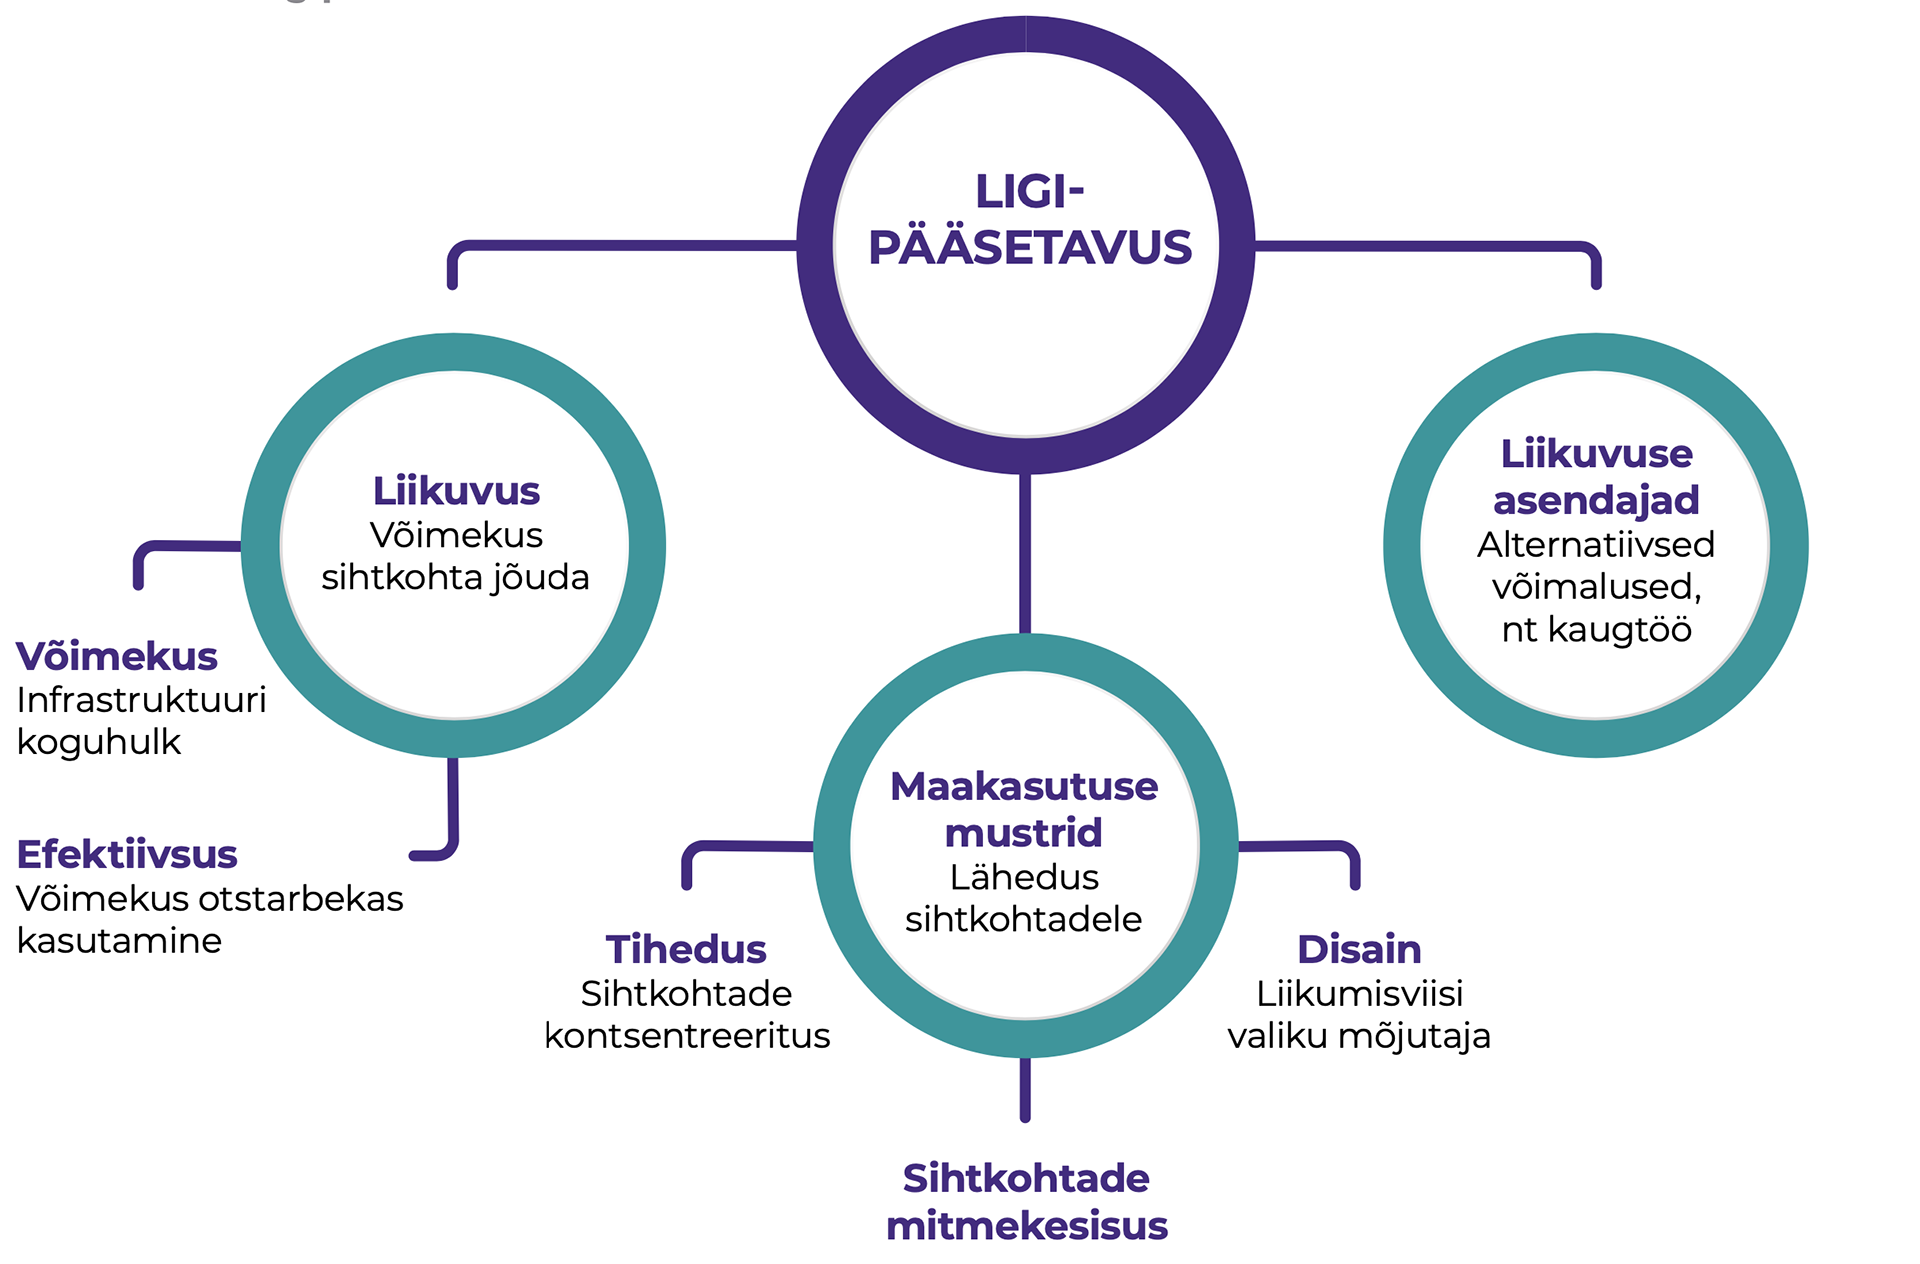 LIGI-
PÄÄSETAVUS
Liikuvus
Võimekus
sihtkohta jõuda
Liikuvuse
asendajad
Alternatiivsed
võimalused,
nt kaugtöö
Võimekus
Infrastruktuuri
koguhulk
Efektiivsus
Võimekus otstarbekas
kasutamine
Maakasutuse
mustrid
Lähedus
sihtkohtadele
Tihedus
Sihtkohtade
kontsentreeritus
Disain
Liikumisviisi
valiku mõjutaja
Sihtkohtade
mitmekesisus